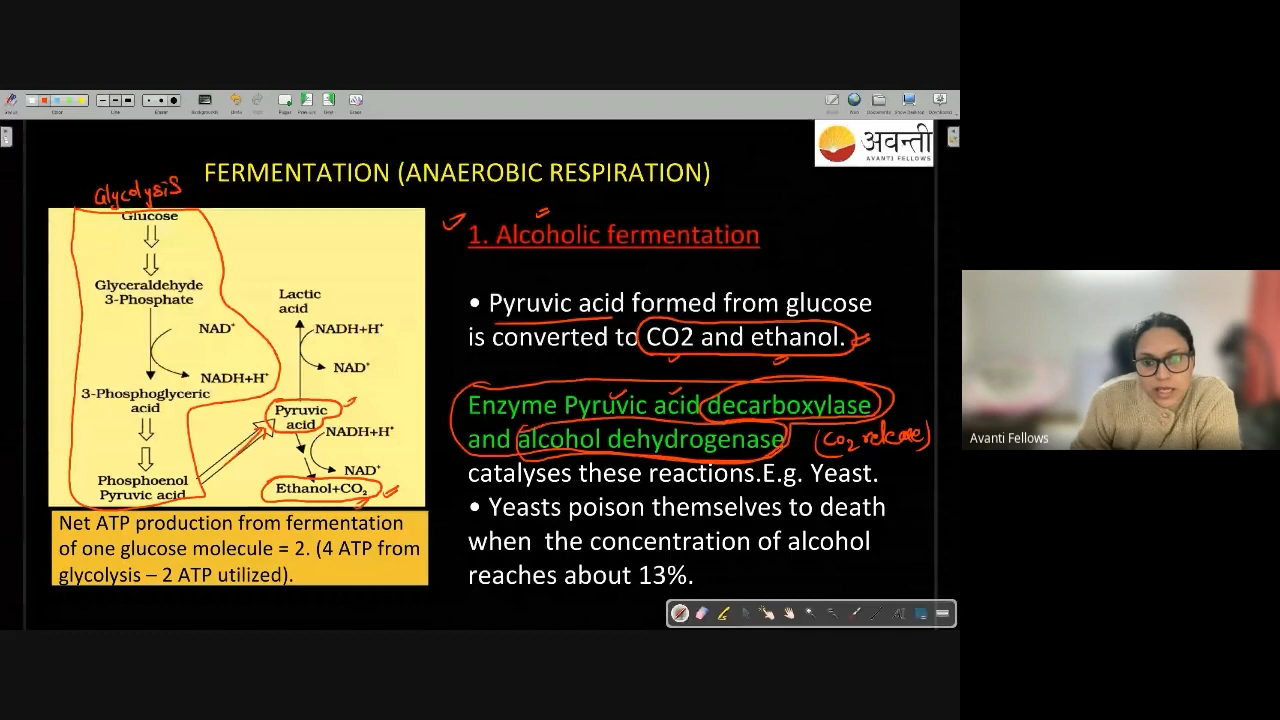 अवन्ती
AVANTI FELLOWS
FERMENTATION (ANAEROBIC RESPIRATION)
Glycolysis
Glucose
Glyceraldehyde
3-Phosphate
NAD⁺
NADH+H⁺
3-Phosphoglyceric
acid
Phosphoenol
Pyruvic acid
Lactic
acid
NADH+H⁺
NAD⁺
Pyruvic
acid
NADH+H⁺
NAD⁺
Ethanol+CO₂
Net ATP production from fermentation
of one glucose molecule = 2. (4 ATP from
glycolysis – 2 ATP utilized).
1. Alcoholic fermentation
• Pyruvic acid formed from glucose
is converted to CO2 and ethanol.
Enzyme Pyruvic acid decarboxylase
and alcohol dehydrogenase
(CO₂ release)
catalyses these reactions.E.g. Yeast.
• Yeasts poison themselves to death
when the concentration of alcohol
reaches about 13%.
Avanti Fellows